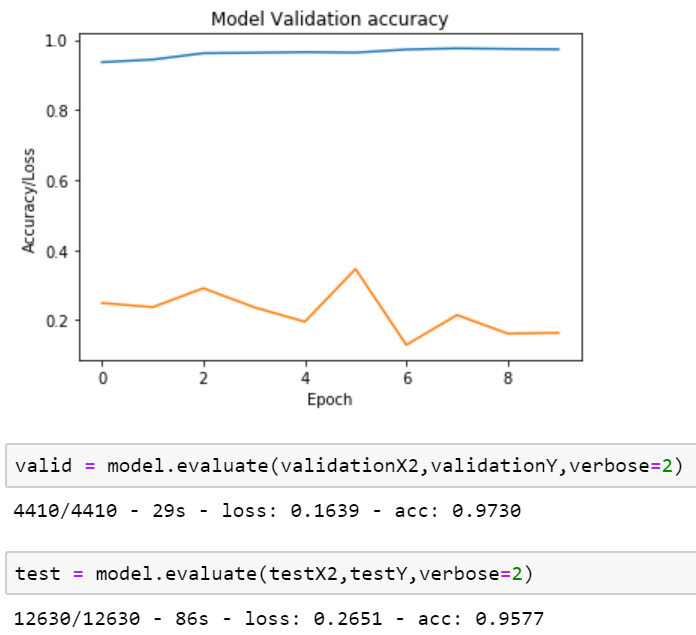 Model Validation accuracy
1.0
0.8
0.6
0.4
0.2
Accuracy/Loss
0 2 4 6 8
Epoch
valid = model.evaluate(validationX2,validationY,verbose=2)
4410/4410 - 29s - loss: 0.1639 - acc: 0.9730
test = model.evaluate(testX2,testY,verbose=2)
12630/12630 - 86s - loss: 0.2651 - acc: 0.9577